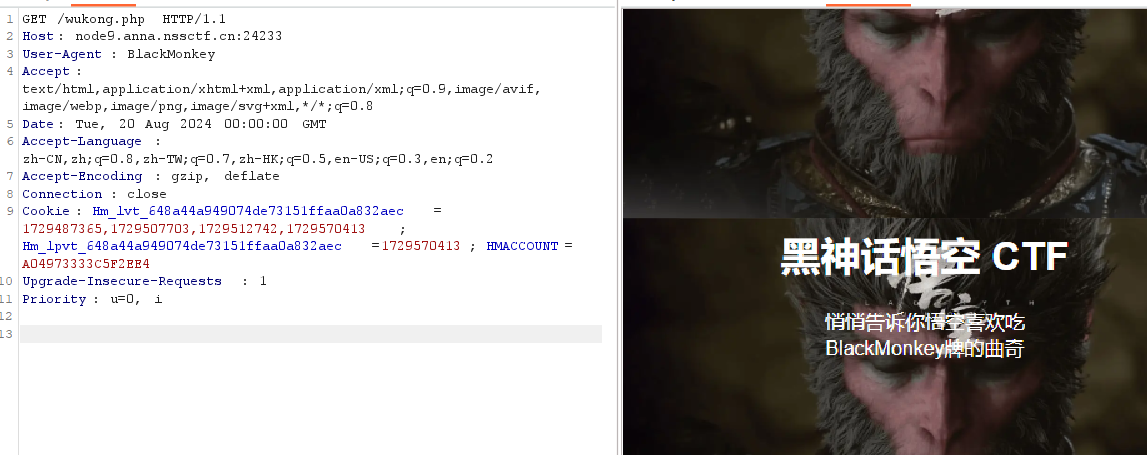 1 GET /wukong.php HTTP/1.1
2 Host: node9.anna.nssctf.cn:24233
3 User-Agent : BlackMonkey
4 Accept :
text/html,application/xhtml+xml,application/xml;q=0.9,image/avif,
image/webp,image/png,image/svg+xml,*/*;q=0.8
5 Date: Tue, 20 Aug 2024 00:00:00 GMT
6 Accept-Language :
zh-CN,zh;q=0.8,zh-TW;q=0.7,zh-HK;q=0.5,en-US;q=0.3,en;q=0.2
7 Accept-Encoding : gzip, deflate
8 Connection : close
9 Cookie: Hm_lvt_648a44a949074de73151ffaa0a832aec =
1729487365,1729507703,1729512742,1729570413 ;
Hm_lpvt_648a44a949074de73151ffaa0a832aec =1729570413 ; HMACCOUNT =
A04973333C5F2EE4
10 Upgrade-Insecure-Requests : 1
11 Priority : u=0, i
12
13
黑神话悟空 CTF
悄悄告诉你悟空喜欢吃
BlackMonkey牌的曲奇